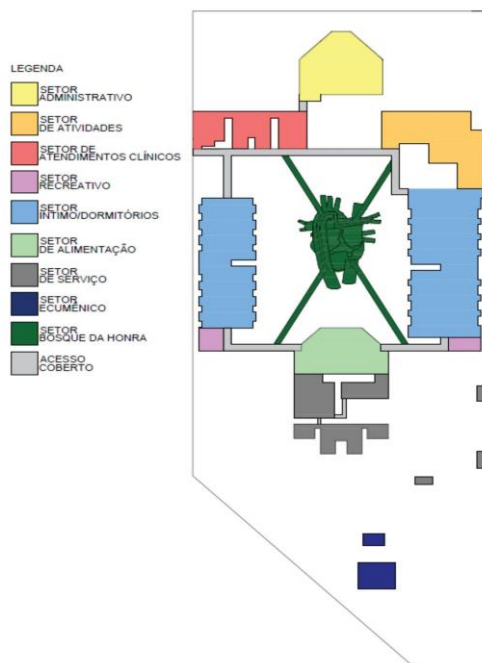 LEGENDA
SETOR
ADMINISTRATIVO
SETOR
DE ATIVIDADES
SETOR DE
ATENDIMENTOS CLÍNICOS
SETOR
RECREATIVO
SETOR
ÍNTIMO/DORMITÓRIOS
SETOR
DE ALIMENTAÇÃO
SETOR
DE SERVIÇO
SETOR
ECUMÊNICO
SETOR
BOSQUE DA HONRA
ACESSO
COBERTO